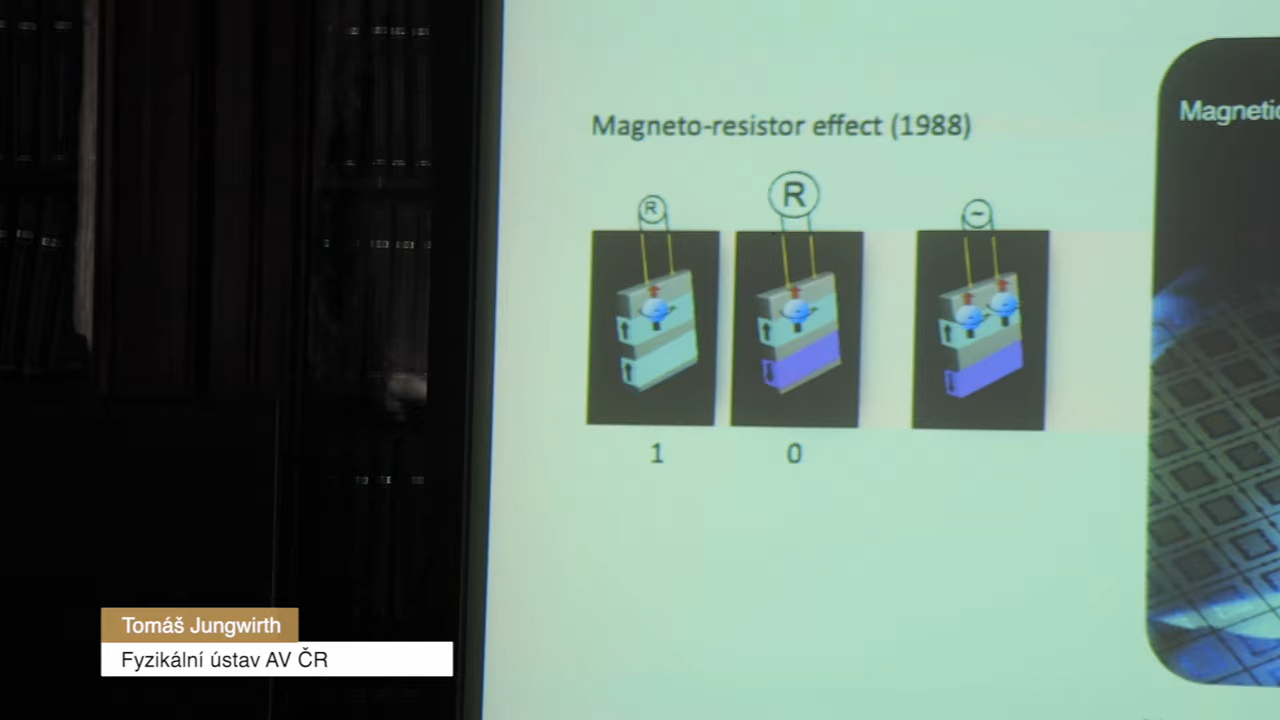 Magneto-resistor effect (1988)
Magnetic
R
R
~
1
0
Tomáš Jungwirth
Fyzikální ústav AV ČR